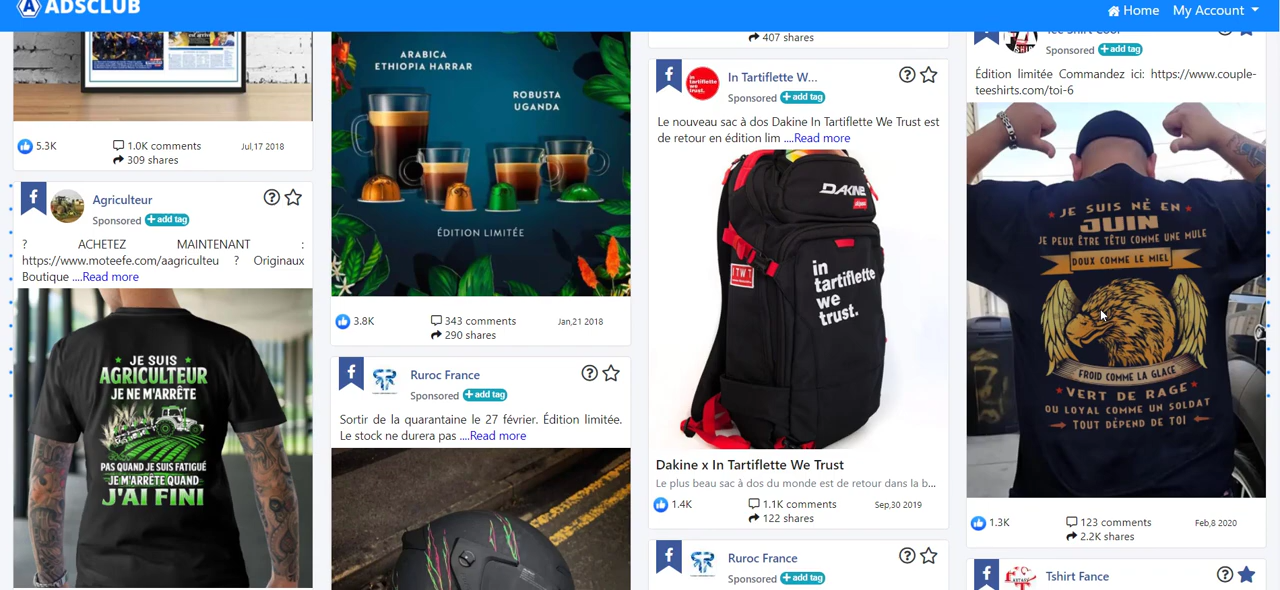 ADSCLUB
Home
My Account
5.3K
1.0K comments
309 shares
Jul,17 2018
Agriculteur
Sponsored
add tag
? ACHETEZ MAINTENANT :
https://www.moteefe.com/aagriculteu ? Originaux
Boutique ....Read more
JE SUIS
AGRICULTEUR
JE NE M'ARRÊTE
PAS QUAND JE SUIS FATIGUÉ
JE M'ARRÊTE QUAND
J'AI FINI
ARABICA
ETHIOPIA HARRAR
ROBUSTA
UGANDA
ÉDITION LIMITÉE
3.8K
343 comments
290 shares
Jan,21 2018
Ruroc France
Sponsored
add tag
Sortir de la quarantaine le 27 février. Édition limitée.
Le stock ne durera pas ....Read more
407 shares
In Tartiflette W...
Sponsored
add tag
Le nouveau sac à dos Dakine In Tartiflette We Trust est
de retour en édition lim ....Read more
DAKINE
ITWT
in
tartiflette
we
trust.
Dakine x In Tartiflette We Trust
Le plus beau sac à dos du monde est de retour dans la b...
1.4K
1.1K comments
122 shares
Sep,30 2019
Ruroc France
Sponsored
add tag
Sponsored
add tag
Édition limitée Commandez ici: https://www.couple-
teeshirts.com/toi-6
JE SUIS NÉ EN
JUIN
JE PEUX ÊTRE TÊTU COMME UNE MULE
DOUX COMME LE MIEL
FROID COMME LA GLACE
VERT DE RAGE
OU LOYAL COMME UN SOLDAT
TOUT DÉPEND DE TOI
1.3K
123 comments
2.2K shares
Feb,8 2020
Tshirt Fance